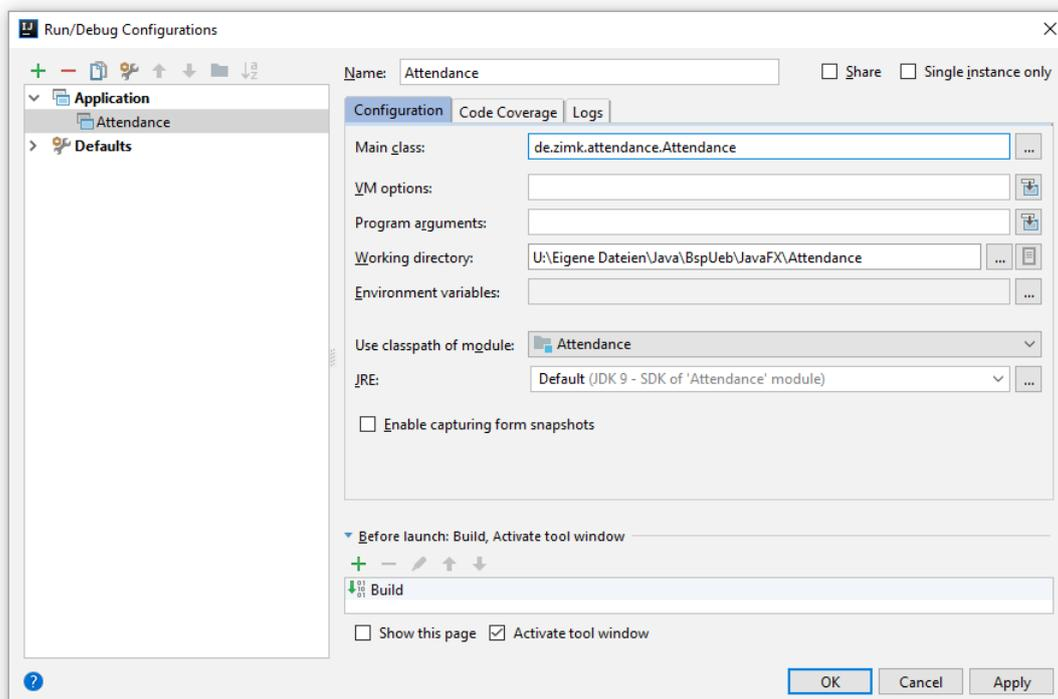 Run/Debug Configurations
Name: Attendance
Share
Single instance only
Application
Attendance
Defaults
Configuration
Code Coverage
Logs
Main class: de.zimk.attendance.Attendance
...
VM options:
Program arguments:
Working directory: U:\Eigene Dateien\Java\BspUeb\JavaFX\Attendance
...
Environment variables:
...
Use classpath of module: Attendance
JRE: Default (JDK 9 - SDK of 'Attendance' module)
...
Enable capturing form snapshots
Before launch: Build, Activate tool window
Build
Show this page
Activate tool window
OK
Cancel
Apply